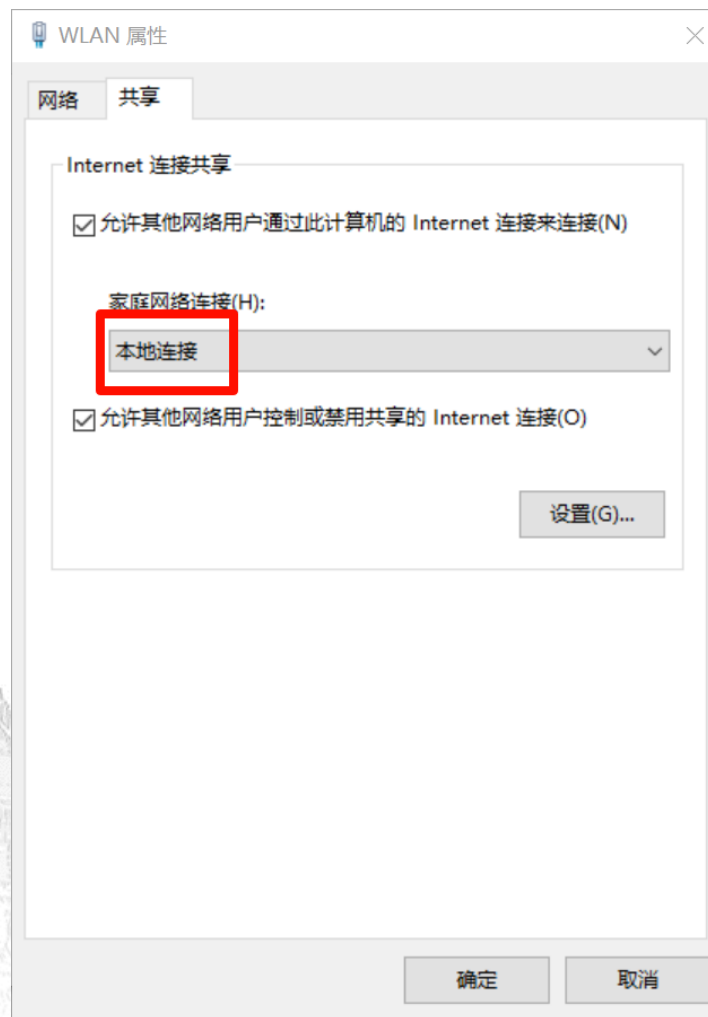 WLAN 属性
网络
共享
Internet 连接共享
允许其他网络用户通过此计算机的 Internet 连接来连接(N)
家庭网络连接(H):
本地连接
允许其他网络用户控制或禁用共享的 Internet 连接(O)
设置(G)...
确定
取消